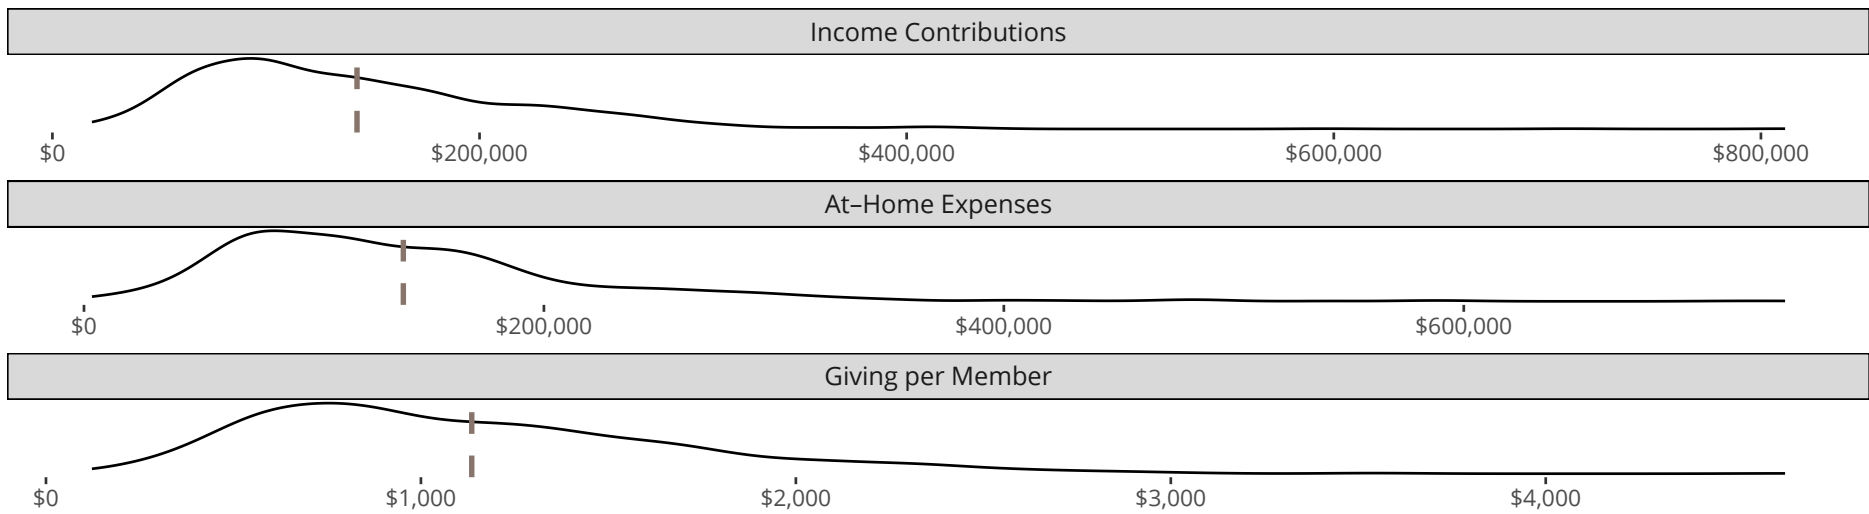 Income Contributions
$0 $200,000 $400,000 $600,000 $800,000
At–Home Expenses
$0 $200,000 $400,000 $600,000
Giving per Member
$0 $1,000 $2,000 $3,000 $4,000